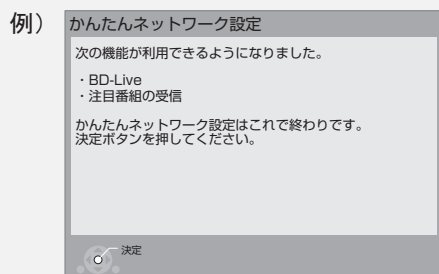 例）
かんたんネットワーク設定
次の機能が利用できるようになりました。
・BD-Live
・注目番組の受信
かんたんネットワーク設定はこれで終わりです。
決定ボタンを押してください。
決定